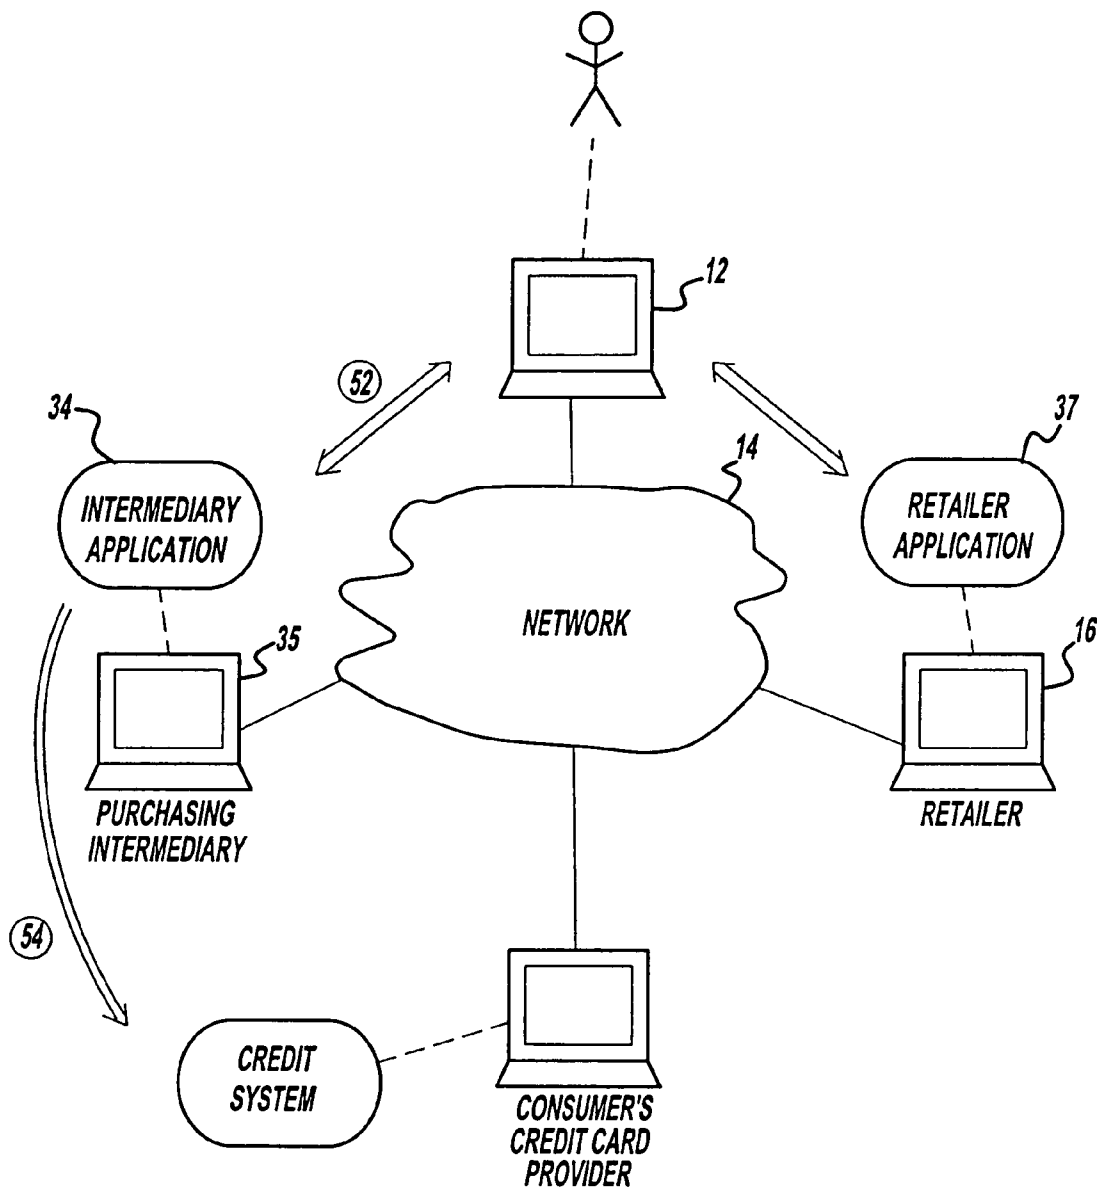 12
52
34
37
14
INTERMEDIARY
APPLICATION
RETAILER
APPLICATION
NETWORK
35
16
PURCHASING
INTERMEDIARY
RETAILER
54
CREDIT
SYSTEM
CONSUMER'S
CREDIT CARD
PROVIDER